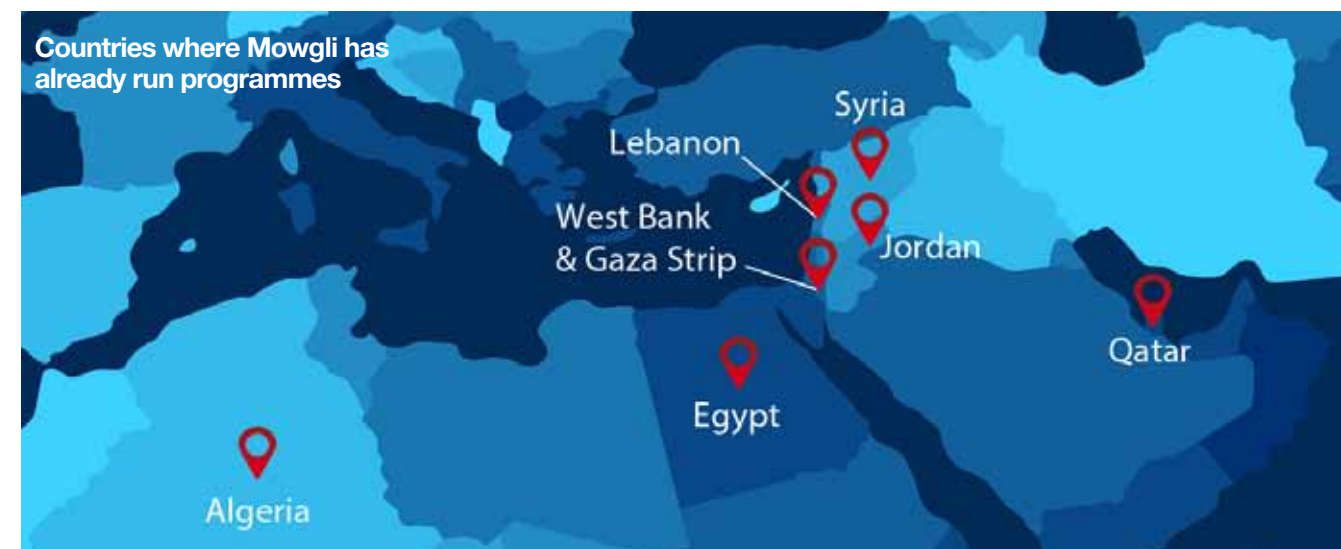 Countries where Mowgli has
already run programmes
Syria
Lebanon
West Bank
& Gaza Strip
Jordan
Qatar
Egypt
Algeria